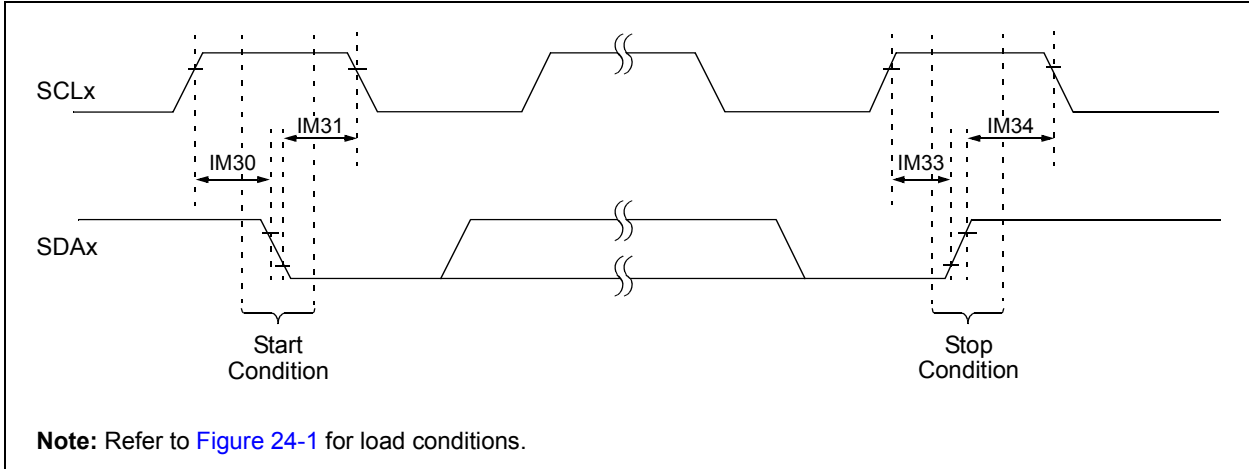 SCLx
IM31
IM34
IM30
IM33
SDAx
Start
Condition
Stop
Condition
Note: Refer to Figure 24-1 for load conditions.